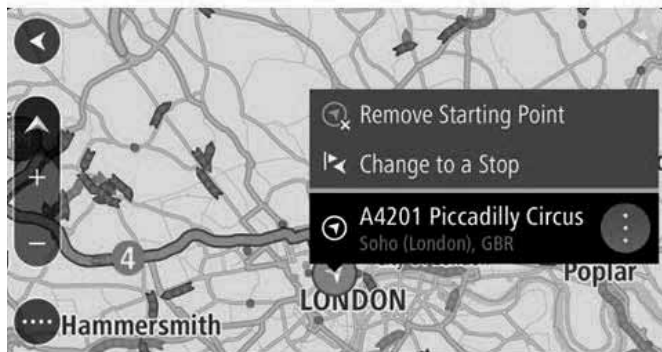 Remove Starting Point
Change to a Stop
A4201 Piccadilly Circus
Soho (London), GBR
4
Poplar
LONDON
Hammersmith